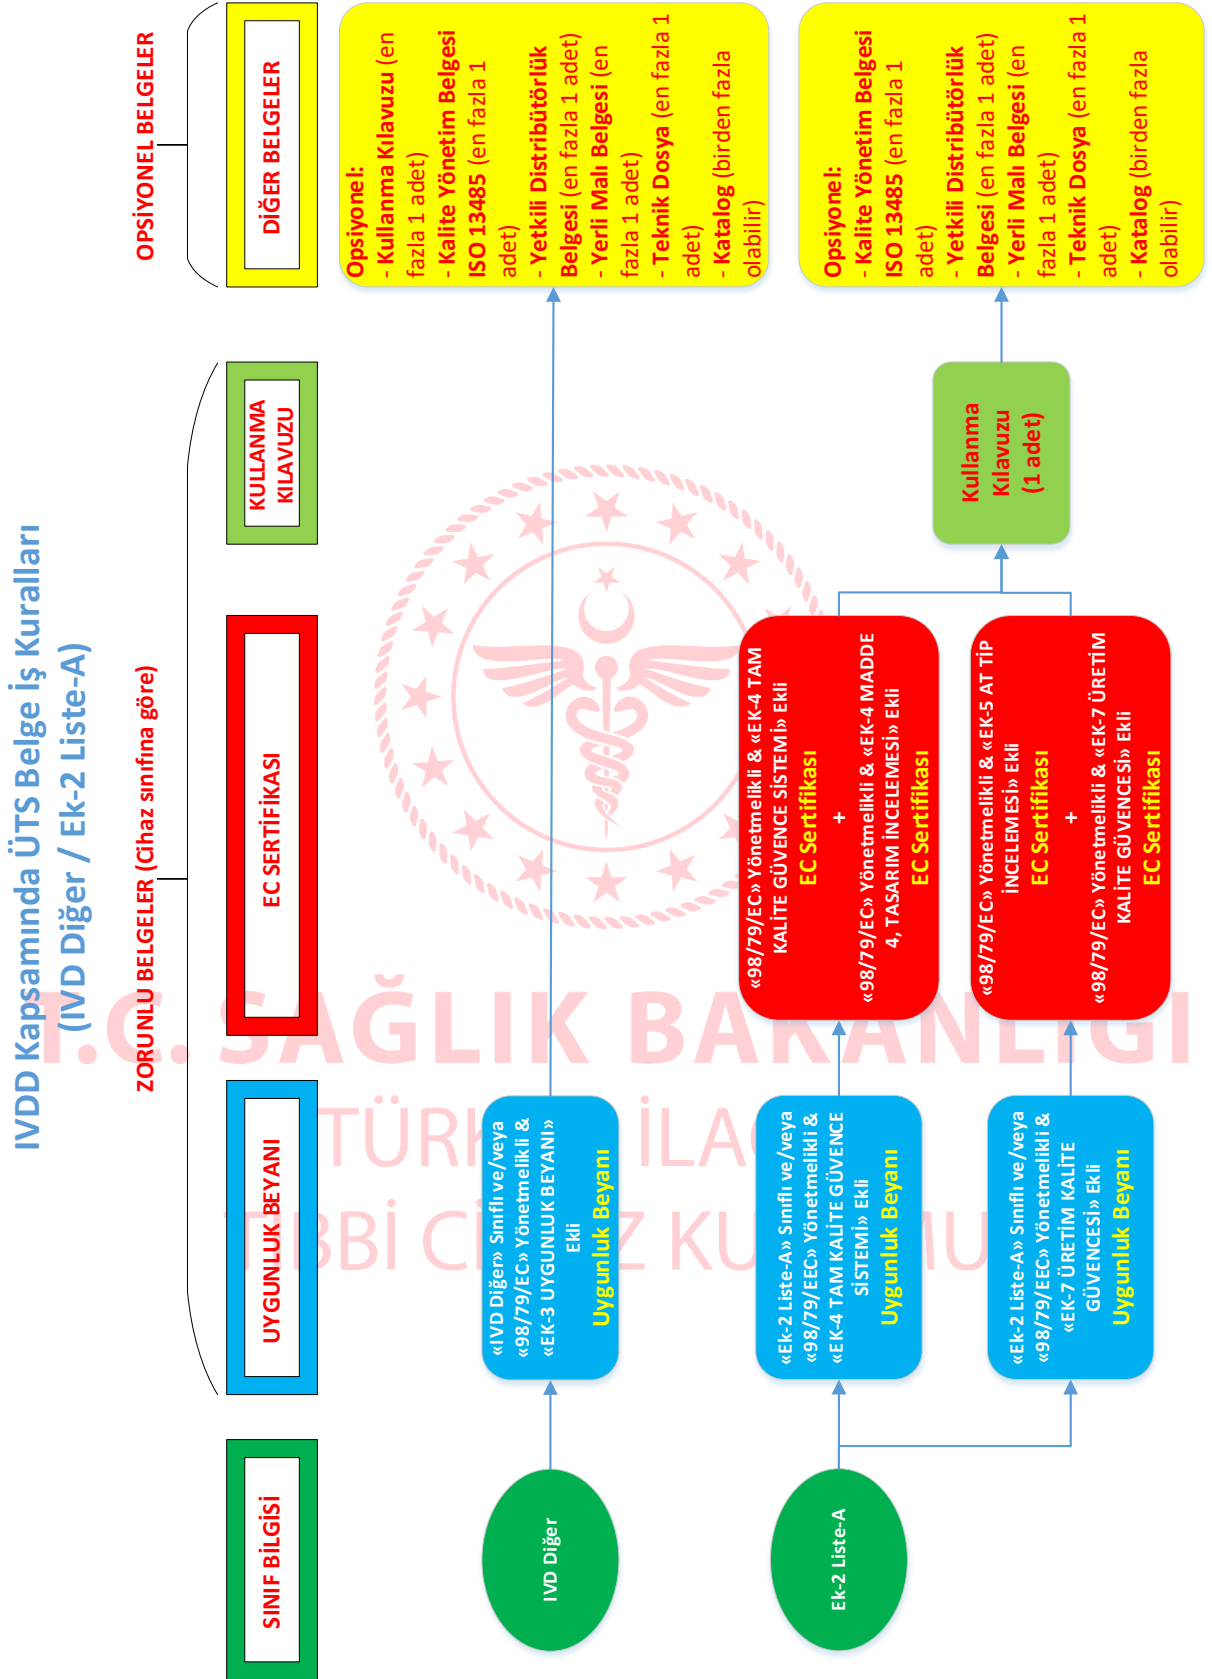 IVDD Kapsamında ÜTS Belge İş Kuralları
(IVD Diğer / Ek-2 Liste-A)
ZORUNLU BELGELER (Cihaz sınıfına göre)
OPSİYONEL BELGELER
SINIF BİLGİSİ
UYGUNLUK BEYANI
EC SERTİFİKASI
KULLANMA
KILAVUZU
DİĞER BELGELER
IVD Diğer
«IVD Diğer» Sınıflı ve/veya
«98/79/EC» Yönetmelikli &
«EK-3 UYGUNLUK BEYANI»
Ekli
Uygunluk Beyanı
Opsiyonel:
- Kullanma Kılavuzu (en
fazla 1 adet)
- Kalite Yönetim Belgesi
ISO 13485 (en fazla 1
adet)
- Yetkili Distribütörlük
Belgesi (en fazla 1 adet)
- Yerli Malı Belgesi (en
fazla 1 adet)
- Teknik Dosya (en fazla 1
adet)
- Katalog (birden fazla
olabilir)
Ek-2 Liste-A
«Ek-2 Liste-A» Sınıflı ve/veya
«98/79/EEC» Yönetmelikli &
«EK-4 TAM KALİTE GÜVENCE
SİSTEMİ» Ekli
Uygunluk Beyanı
«98/79/EC» Yönetmelikli & «EK-4 TAM
KALİTE GÜVENCE SİSTEMİ» Ekli
EC Sertifikası
+
«98/79/EC» Yönetmelikli & «EK-4 MADDE
4, TASARIM İNCELEMESİ» Ekli
EC Sertifikası
«Ek-2 Liste-A» Sınıflı ve/veya
«98/79/EEC» Yönetmelikli &
«EK-7 ÜRETİM KALİTE
GÜVENCESİ» Ekli
Uygunluk Beyanı
«98/79/EC» Yönetmelikli & «EK-5 AT TİP
İNCELEMESİ» Ekli
EC Sertifikası
+
«98/79/EC» Yönetmelikli & «EK-7 ÜRETİM
KALİTE GÜVENCESİ» Ekli
EC Sertifikası
Kullanma
Kılavuzu
(1 adet)
Opsiyonel:
- Kalite Yönetim Belgesi
ISO 13485 (en fazla 1
adet)
- Yetkili Distribütörlük
Belgesi (en fazla 1 adet)
- Yerli Malı Belgesi (en
fazla 1 adet)
- Teknik Dosya (en fazla 1
adet)
- Katalog (birden fazla
olabilir)
T.C. SAĞLIK BAKANLIĞI